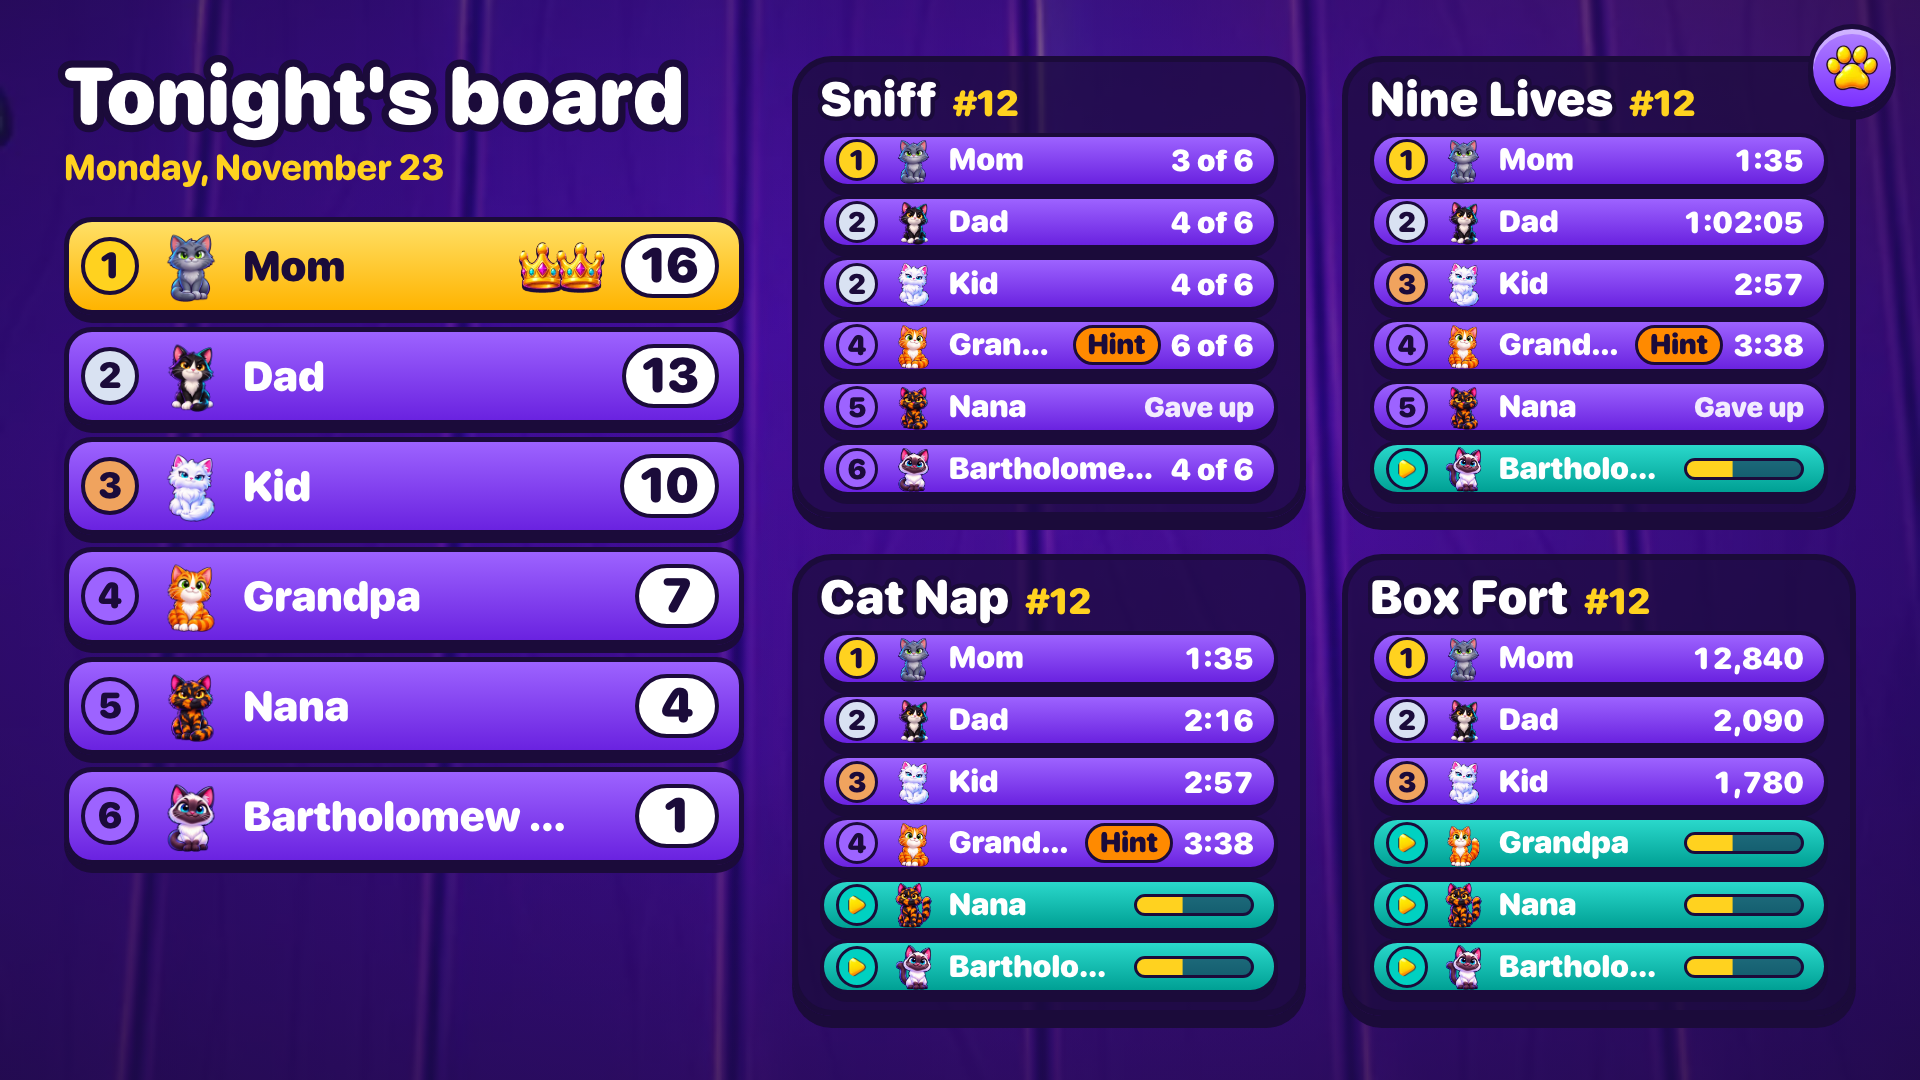 Tonight's board
Monday, November 23
1 Mom 16
2 Dad 13
3 Kid 10
4 Grandpa 7
5 Nana 4
6 Bartholomew ... 1
Sniff #12
1 Mom 3 of 6
2 Dad 4 of 6
2 Kid 4 of 6
4 Gran... Hint 6 of 6
5 Nana Gave up
6 Bartholome... 4 of 6
Nine Lives #12
1 Mom 1:35
2 Dad 1:02:05
3 Kid 2:57
4 Grand... Hint 3:38
5 Nana Gave up
Bartholo...
Cat Nap #12
1 Mom 1:35
2 Dad 2:16
3 Kid 2:57
4 Grand... Hint 3:38
Nana
Bartholo...
Box Fort #12
1 Mom 12,840
2 Dad 2,090
3 Kid 1,780
Grandpa
Nana
Bartholo...